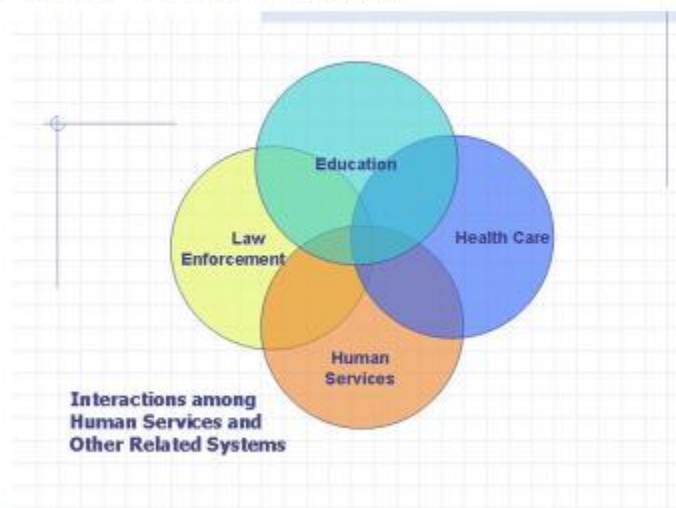 Education
Law
Enforcement
Health Care
Human
Services
Interactions among
Human Services and
Other Related Systems